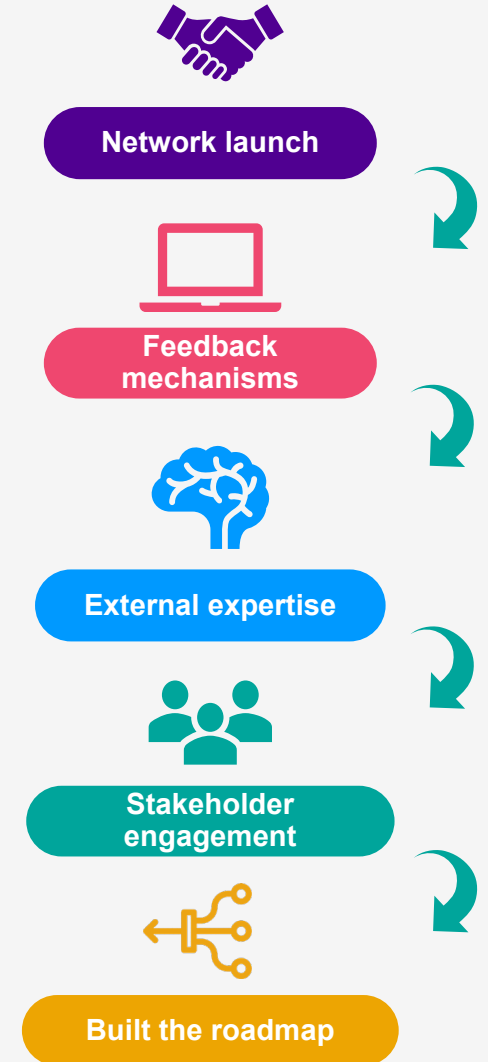 Network launch
Feedback
mechanisms
External expertise
Stakeholder
engagement
Built the roadmap